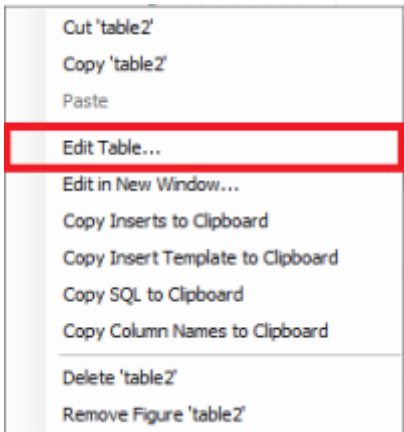 Cut 'table2'
Copy 'table2'
Paste
Edit Table...
Edit in New Window...
Copy Inserts to Clipboard
Copy Insert Template to Clipboard
Copy SQL to Clipboard
Copy Column Names to Clipboard
Delete 'table2'
Remove Figure 'table2'